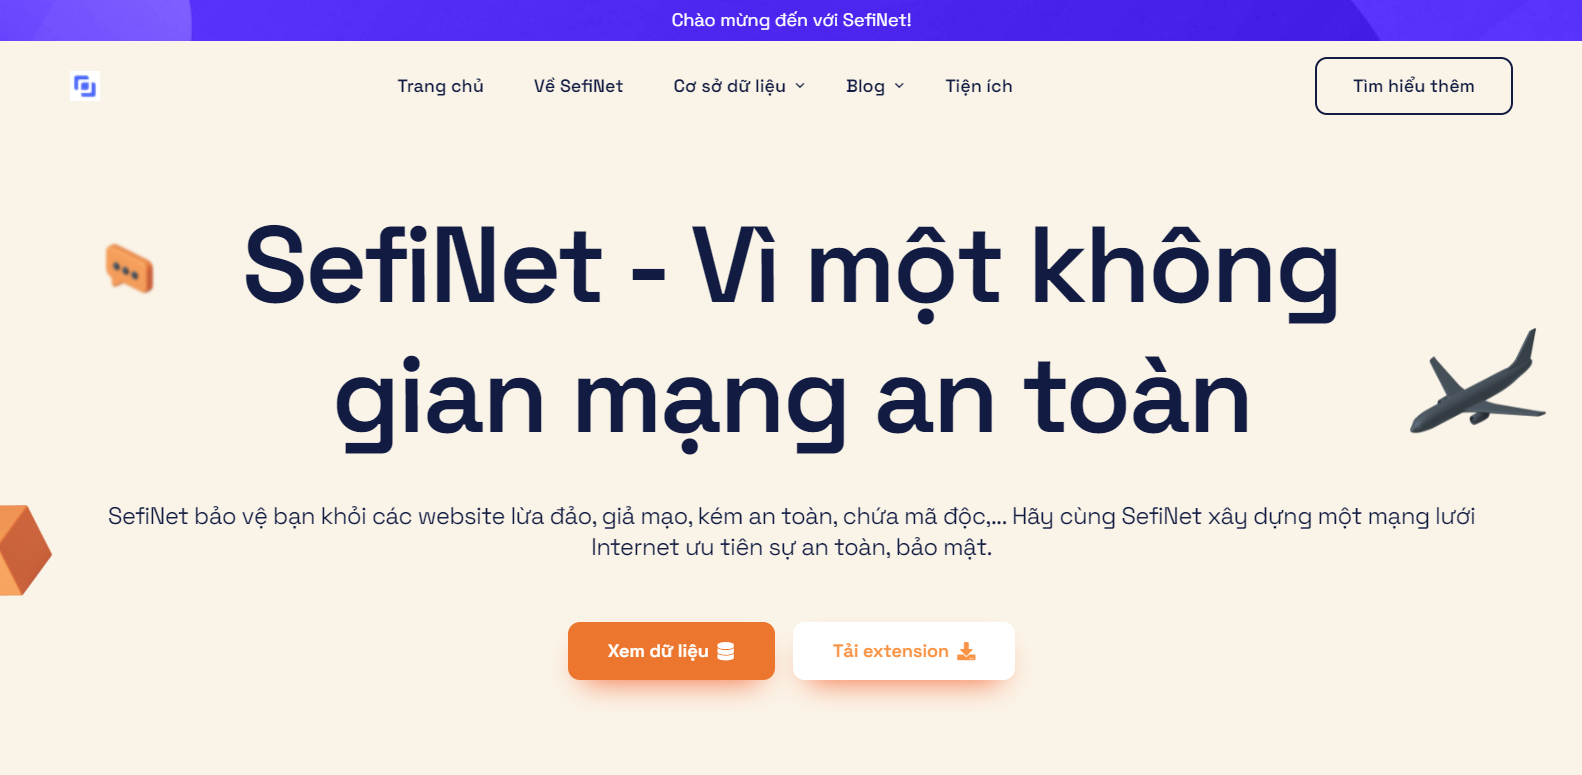 Chào mừng đến với SefiNet!
Trang chủ
Về SefiNet
Cơ sở dữ liệu
Blog
Tiện ích
Tìm hiểu thêm
SefiNet - Vì một không
gian mạng an toàn
SefiNet bảo vệ bạn khỏi các website lừa đảo, giả mạo, kém an toàn, chứa mã độc,... Hãy cùng SefiNet xây dựng một mạng lưới
Internet ưu tiên sự an toàn, bảo mật.
Xem dữ liệu
Tải extension